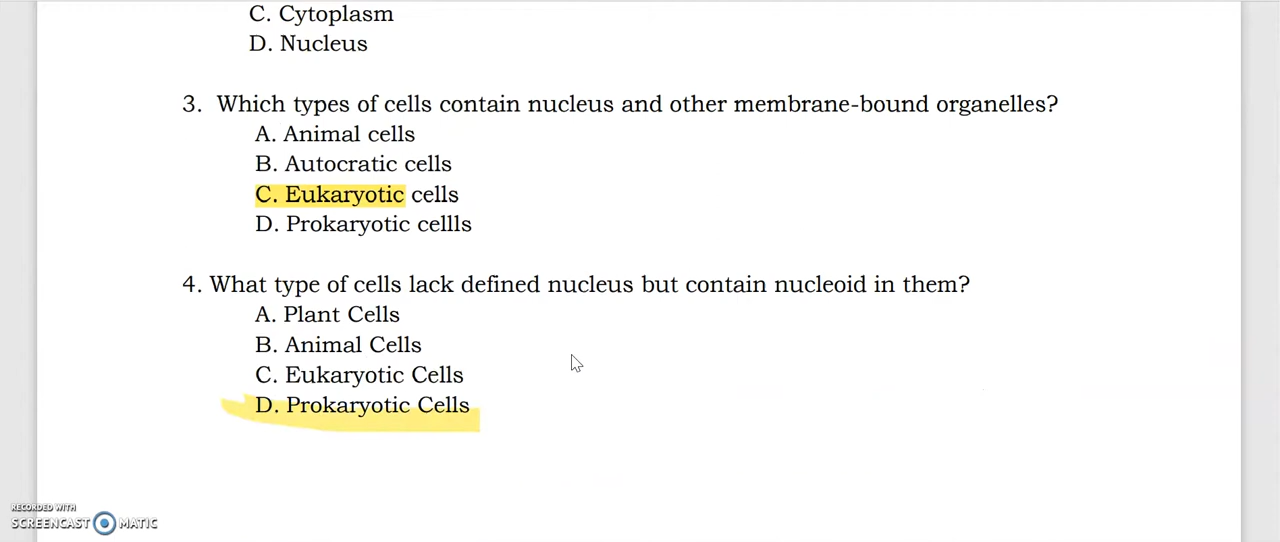 C. Cytoplasm
D. Nucleus
3. Which types of cells contain nucleus and other membrane-bound organelles?
A. Animal cells
B. Autocratic cells
C. Eukaryotic cells
D. Prokaryotic cellls
4. What type of cells lack defined nucleus but contain nucleoid in them?
A. Plant Cells
B. Animal Cells
C. Eukaryotic Cells
D. Prokaryotic Cells
RECORDED WITH
SCREENCAST MATIC